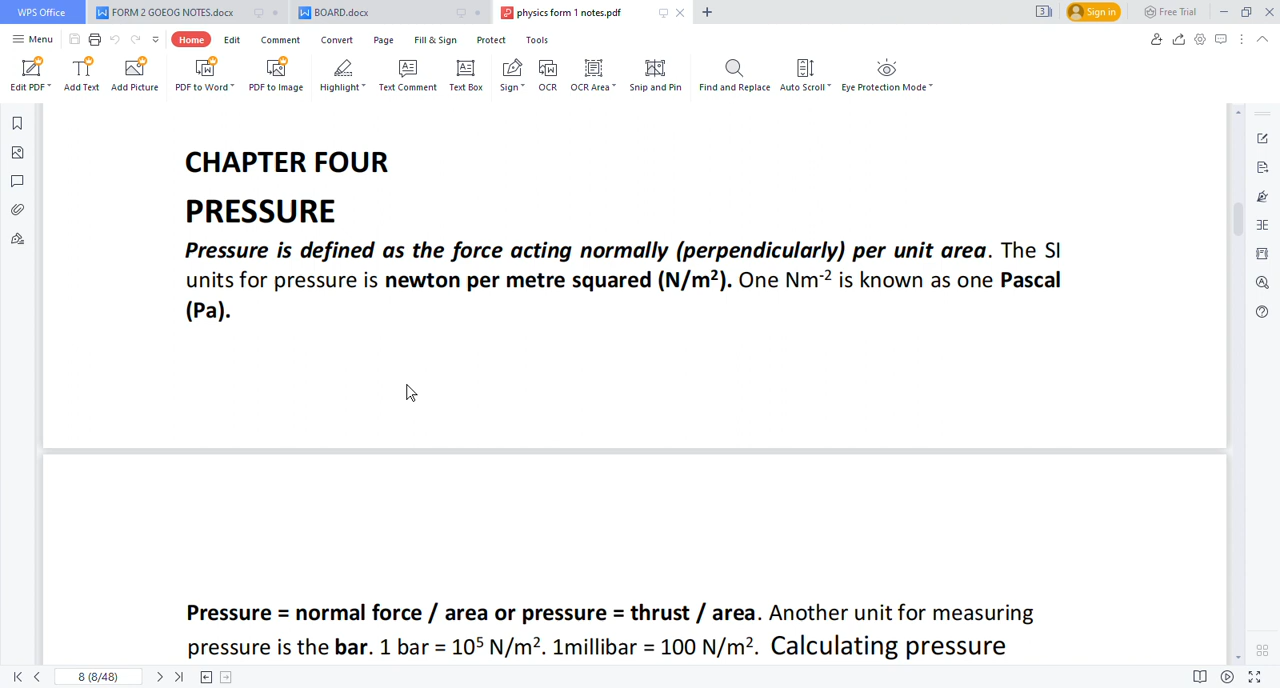 WPS Office FORM 2 GOEOG NOTES.docx BOARD.docx physics form 1 notes.pdf Sign in Free Trial
Menu Home Edit Comment Convert Page Fill & Sign Protect Tools
Edit PDF Add Text Add Picture PDF to Word PDF to Image Highlight Text Comment Text Box Sign OCR OCR Area Snip and Pin Find and Replace Auto Scroll Eye Protection Mode
CHAPTER FOUR
PRESSURE
Pressure is defined as the force acting normally (perpendicularly) per unit area. The SI
units for pressure is newton per metre squared (N/m²). One Nm⁻² is known as one Pascal
(Pa).
Pressure = normal force / area or pressure = thrust / area. Another unit for measuring
pressure is the bar. 1 bar = 10⁵ N/m². 1millibar = 100 N/m². Calculating pressure
8 (8/48)